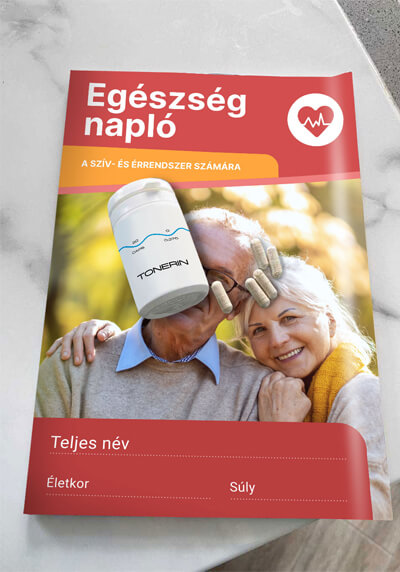 Egészség
napló
A SZÍV- ÉS ÉRRENDSZER SZÁMÁRA
TONERIN
Teljes név
Életkor
Súly